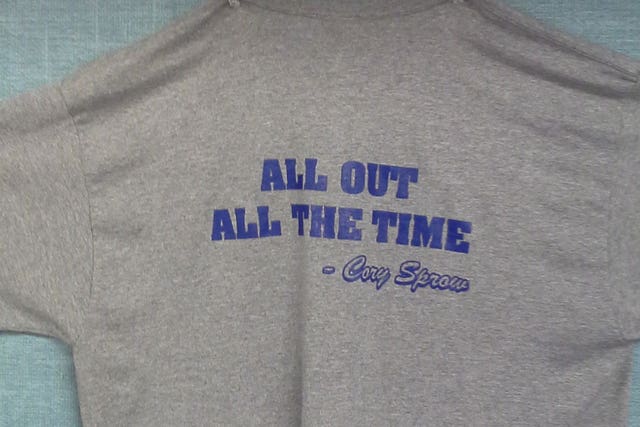 ALL OUT
ALL THE TIME
- Cory Sprow